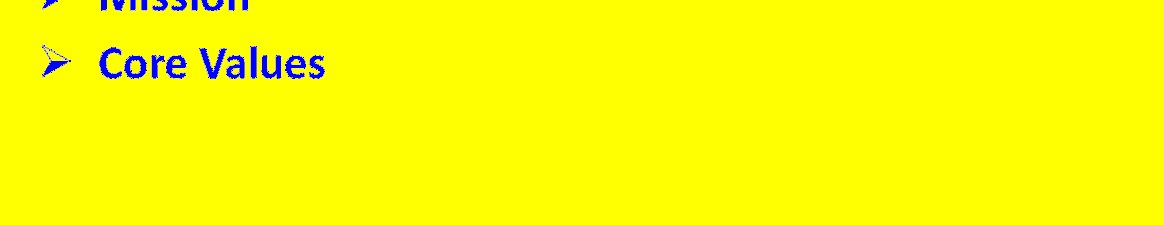 ➢ Mission
➢ Core Values